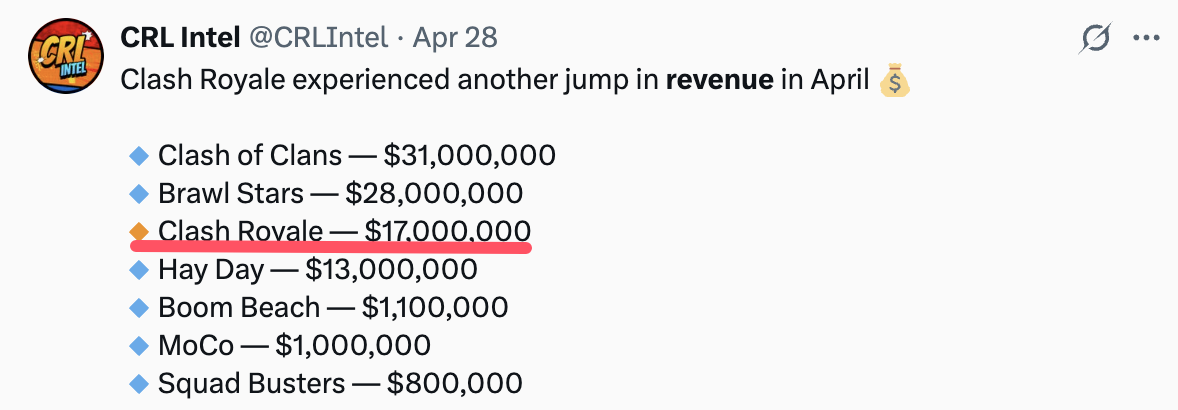 CRL INTEL
CRL Intel @CRLIntel · Apr 28
Clash Royale experienced another jump in revenue in April 💰
🔹 Clash of Clans — $31,000,000
🔹 Brawl Stars — $28,000,000
🔸 Clash Royale — $17,000,000
🔹 Hay Day — $13,000,000
🔹 Boom Beach — $1,100,000
🔹 MoCo — $1,000,000
🔹 Squad Busters — $800,000